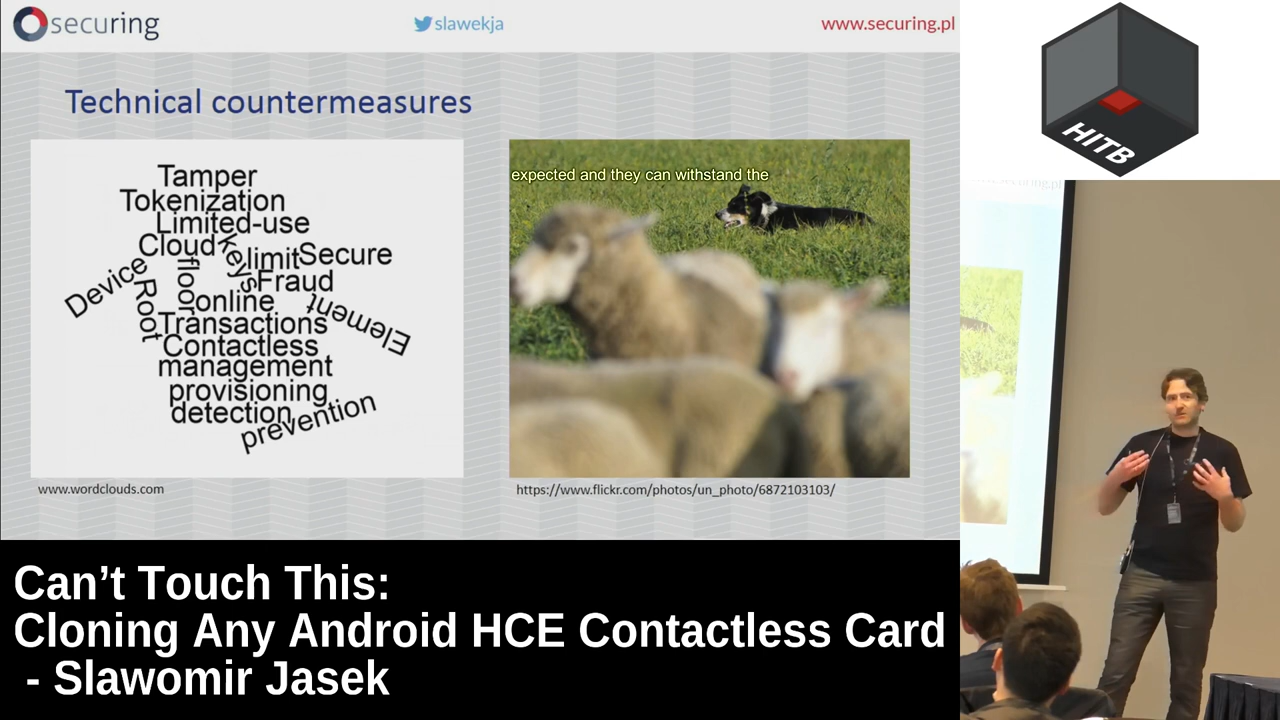 securing
slawekja
www.securing.pl
HITB
Technical countermeasures
Tamper
Tokenization
Limited-use
Cloud
keys
limit
Secure
Device
floor
Fraud
Root
online
Element
Transactions
Contactless
management
provisioning
detection
prevention
expected and they can withstand the
www.wordclouds.com
https://www.flickr.com/photos/un_photo/6872103103/
Can't Touch This:
Cloning Any Android HCE Contactless Card
- Slawomir Jasek